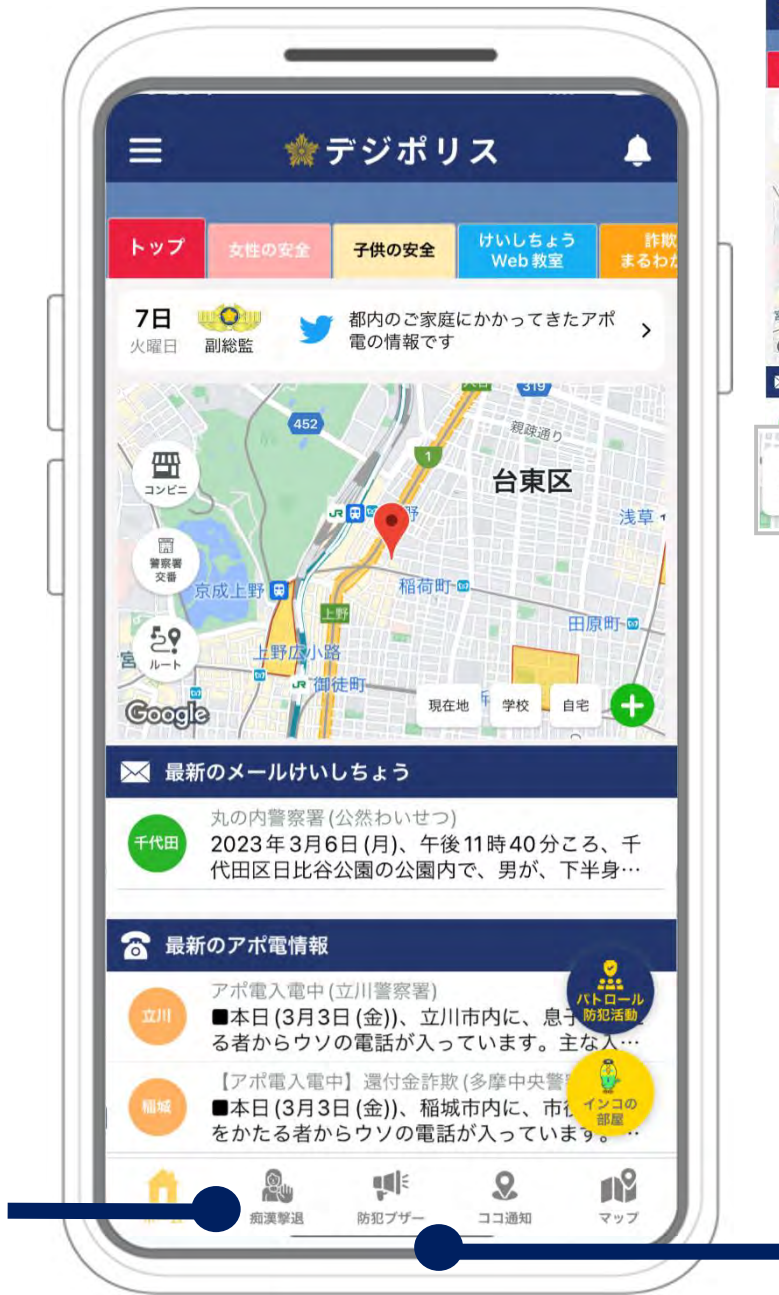 デジポリス
トップ
女性の安全
子供の安全
けいしちょう
Web教室
詐欺
まるわ
7日
火曜日
副総監
都内のご家庭にかかってきたアポ
電の情報です
319
452
親疎通り
1
台東区
コンビニ
JR
野
浅草
警察署
交番
京成上野
稲荷町
上野
田原町
ルート
宮
上野広小路
JR 御徒町
現在地
学校
自宅
Google
最新のメールけいしちょう
千代田
丸の内警察署(公然わいせつ)
2023年3月6日(月)、午後11時40分ころ、千
代田区日比谷公園の公園内で、男が、下半身…
最新のアポ電情報
立川
アポ電入電中(立川警察署)
■本日(3月3日(金))、立川市内に、息子
る者からウソの電話が入っています。主な入…
パトロール
防犯活動
稲城
【アポ電入電中】還付金詐欺(多摩中央警
■本日(3月3日(金))、稲城市内に、市役
をかたる者からウソの電話が入っています。…
インコの
部屋
痴漢撃退
防犯ブザー
ココ通知
マップ